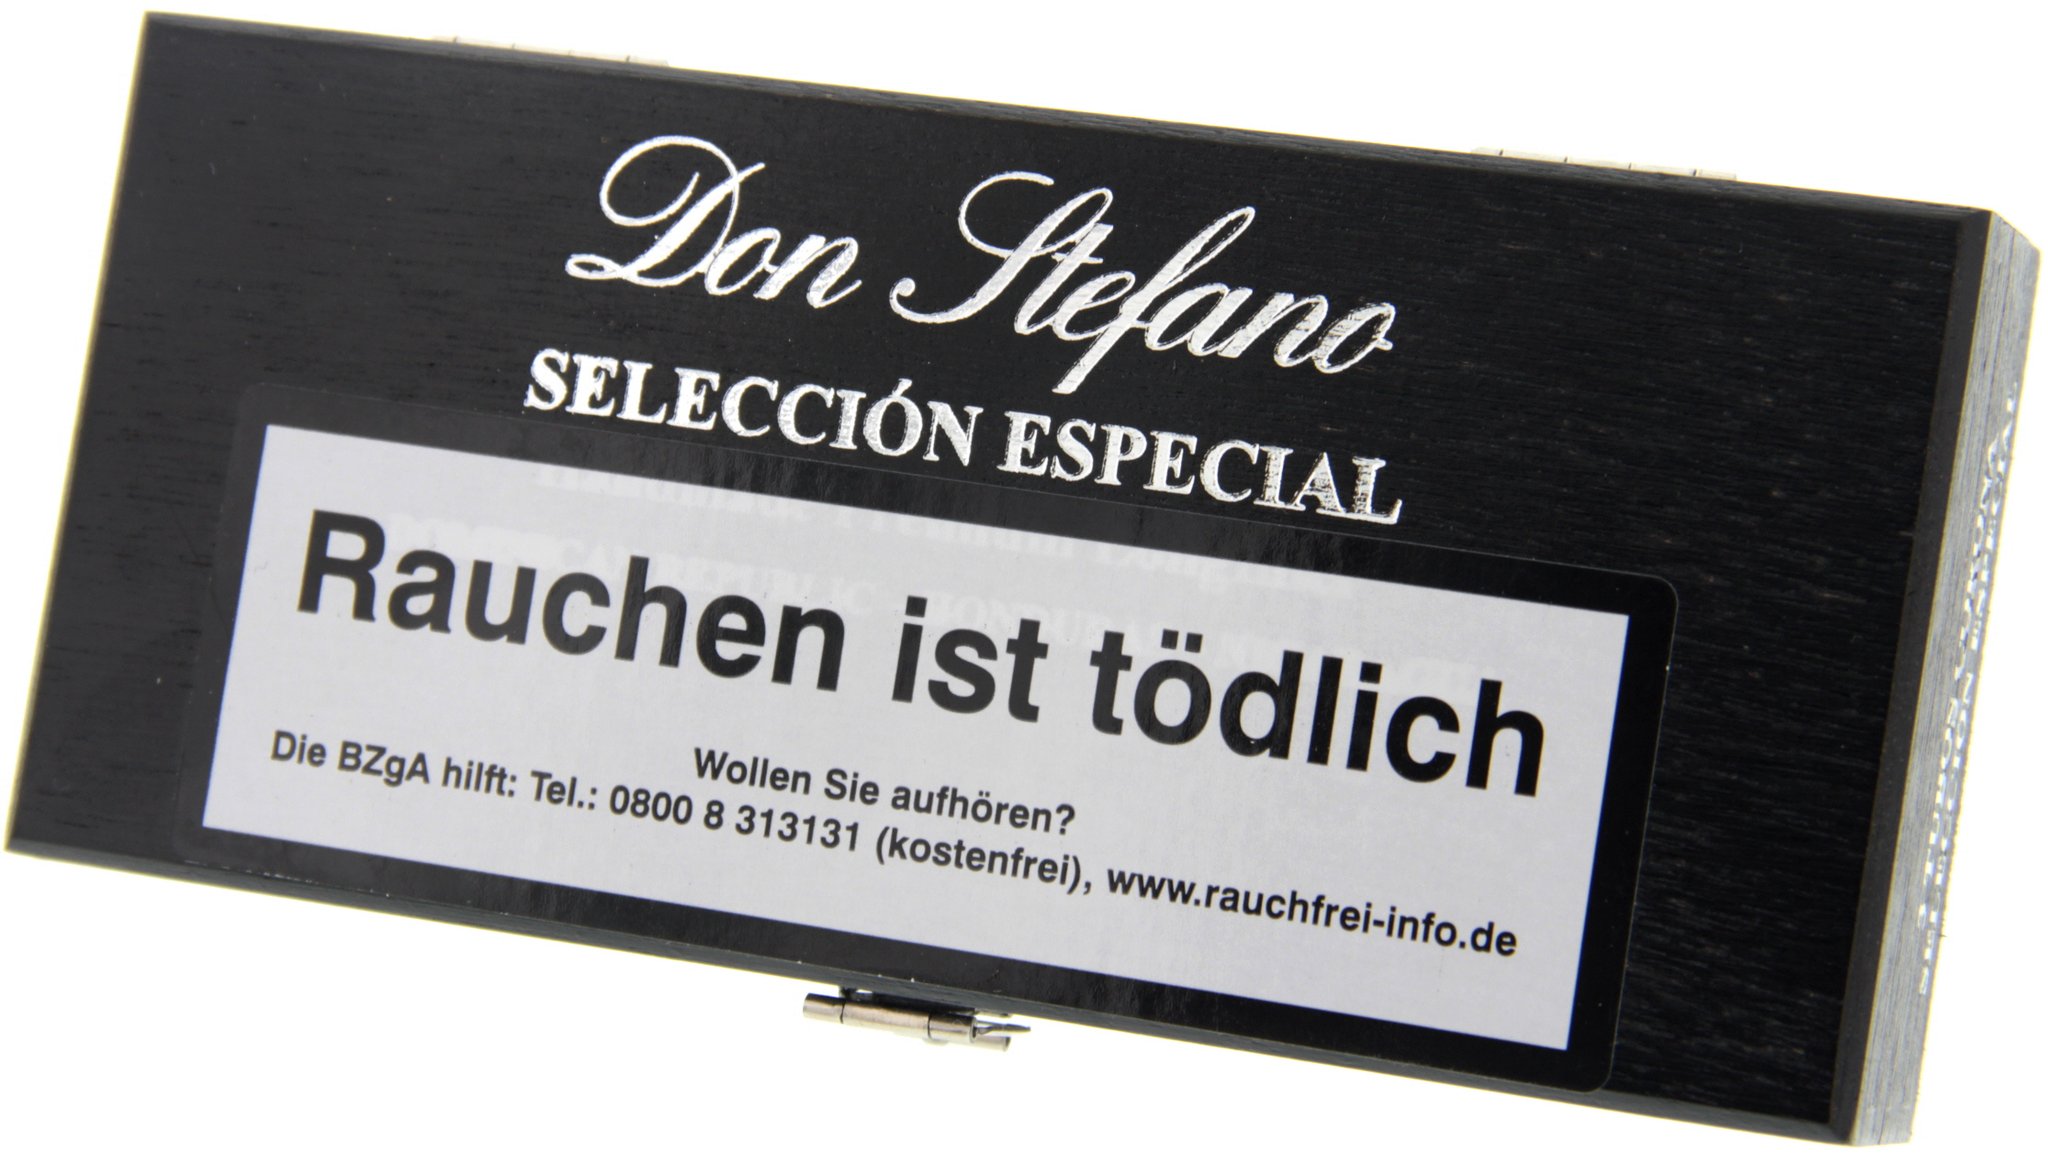 Don Stefano
SELECCIÓN ESPECIAL
Rauchen ist tödlich
Wollen Sie aufhören?
Die BZgA hilft: Tel.: 0800 8 313131 (kostenfrei), www.rauchfrei-info.de